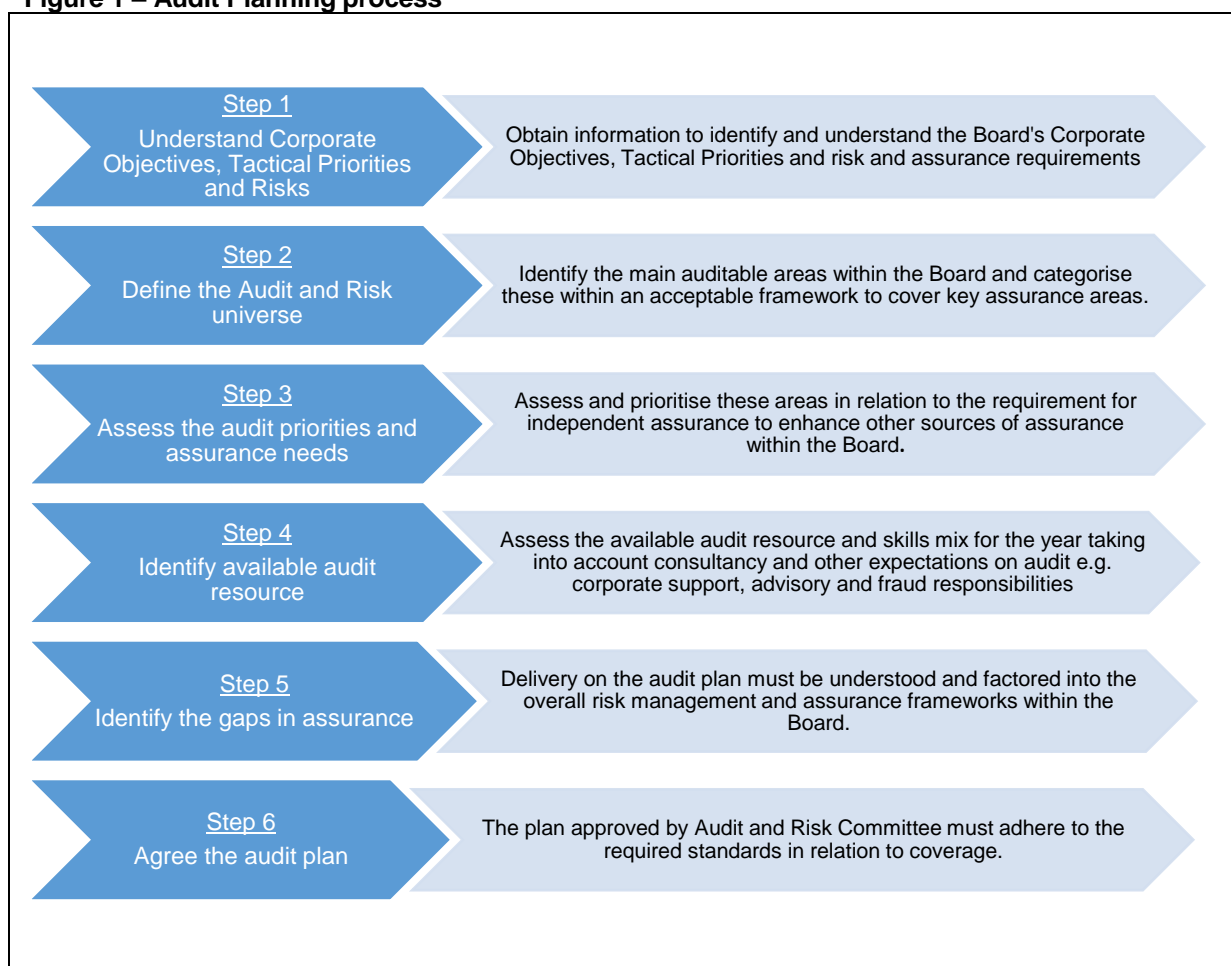 Figure 1 – Audit Planning process
Step 1
Understand Corporate
Objectives, Tactical Priorities
and Risks
Obtain information to identify and understand the Board's Corporate
Objectives, Tactical Priorities and risk and assurance requirements
Step 2
Define the Audit and Risk
universe
Identify the main auditable areas within the Board and categorise
these within an acceptable framework to cover key assurance areas.
Step 3
Assess the audit priorities and
assurance needs
Assess and prioritise these areas in relation to the requirement for
independent assurance to enhance other sources of assurance
within the Board.
Step 4
Identify available audit
resource
Assess the available audit resource and skills mix for the year taking
into account consultancy and other expectations on audit e.g.
corporate support, advisory and fraud responsibilities
Step 5
Identify the gaps in assurance
Delivery on the audit plan must be understood and factored into the
overall risk management and assurance frameworks within the
Board.
Step 6
Agree the audit plan
The plan approved by Audit and Risk Committee must adhere to the
required standards in relation to coverage.